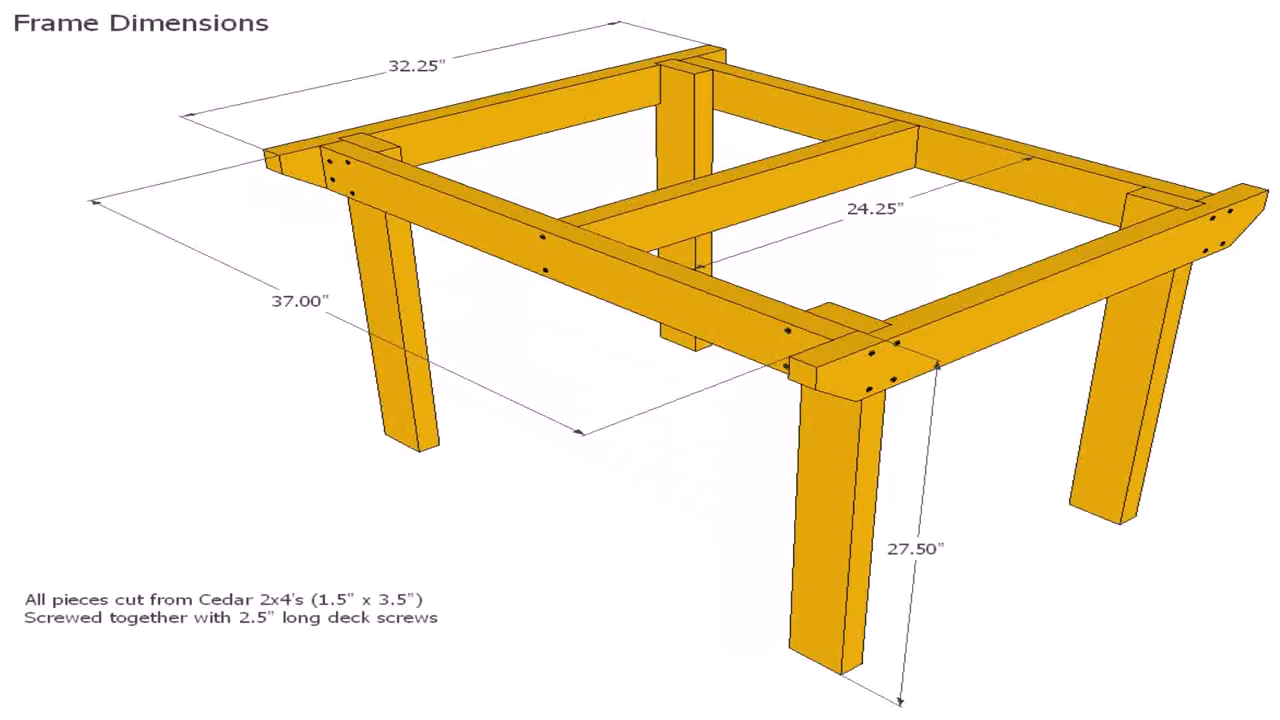 Frame Dimensions
32.25"
24.25"
37.00"
27.50"
All pieces cut from Cedar 2x4's (1.5" x 3.5")
Screwed together with 2.5" long deck screws